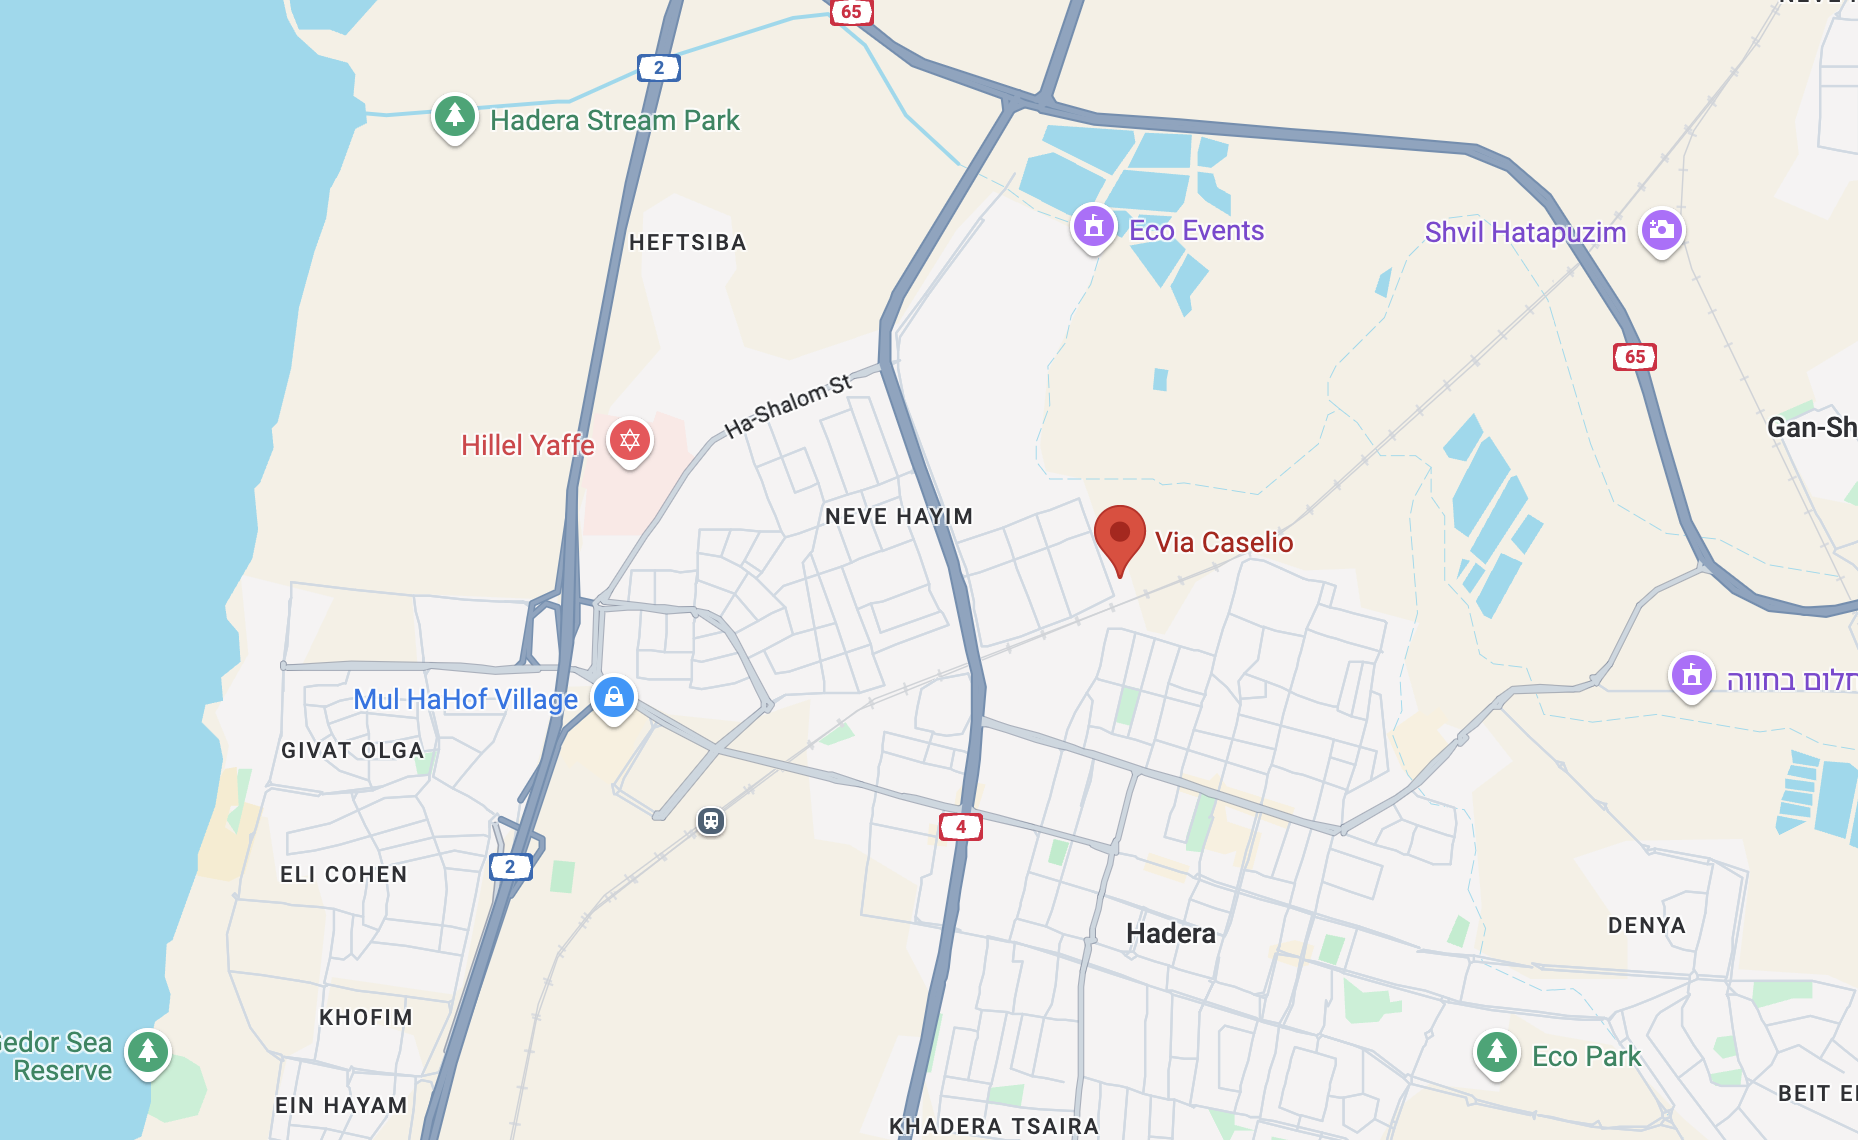 65
2
Hadera Stream Park
HEFTSIBA
Eco Events
Shvil Hatapuzim
65
Ha-Shalom St
Hillel Yaffe
Gan-Sh
NEVE HAYIM
Via Caselio
Mul HaHof Village
חלום בחווה
GIVAT OLGA
4
2
ELI COHEN
Hadera
DENYA
KHOFIM
Gedor Sea
Reserve
Eco Park
BEIT E
EIN HAYAM
KHADERA TSAIRA